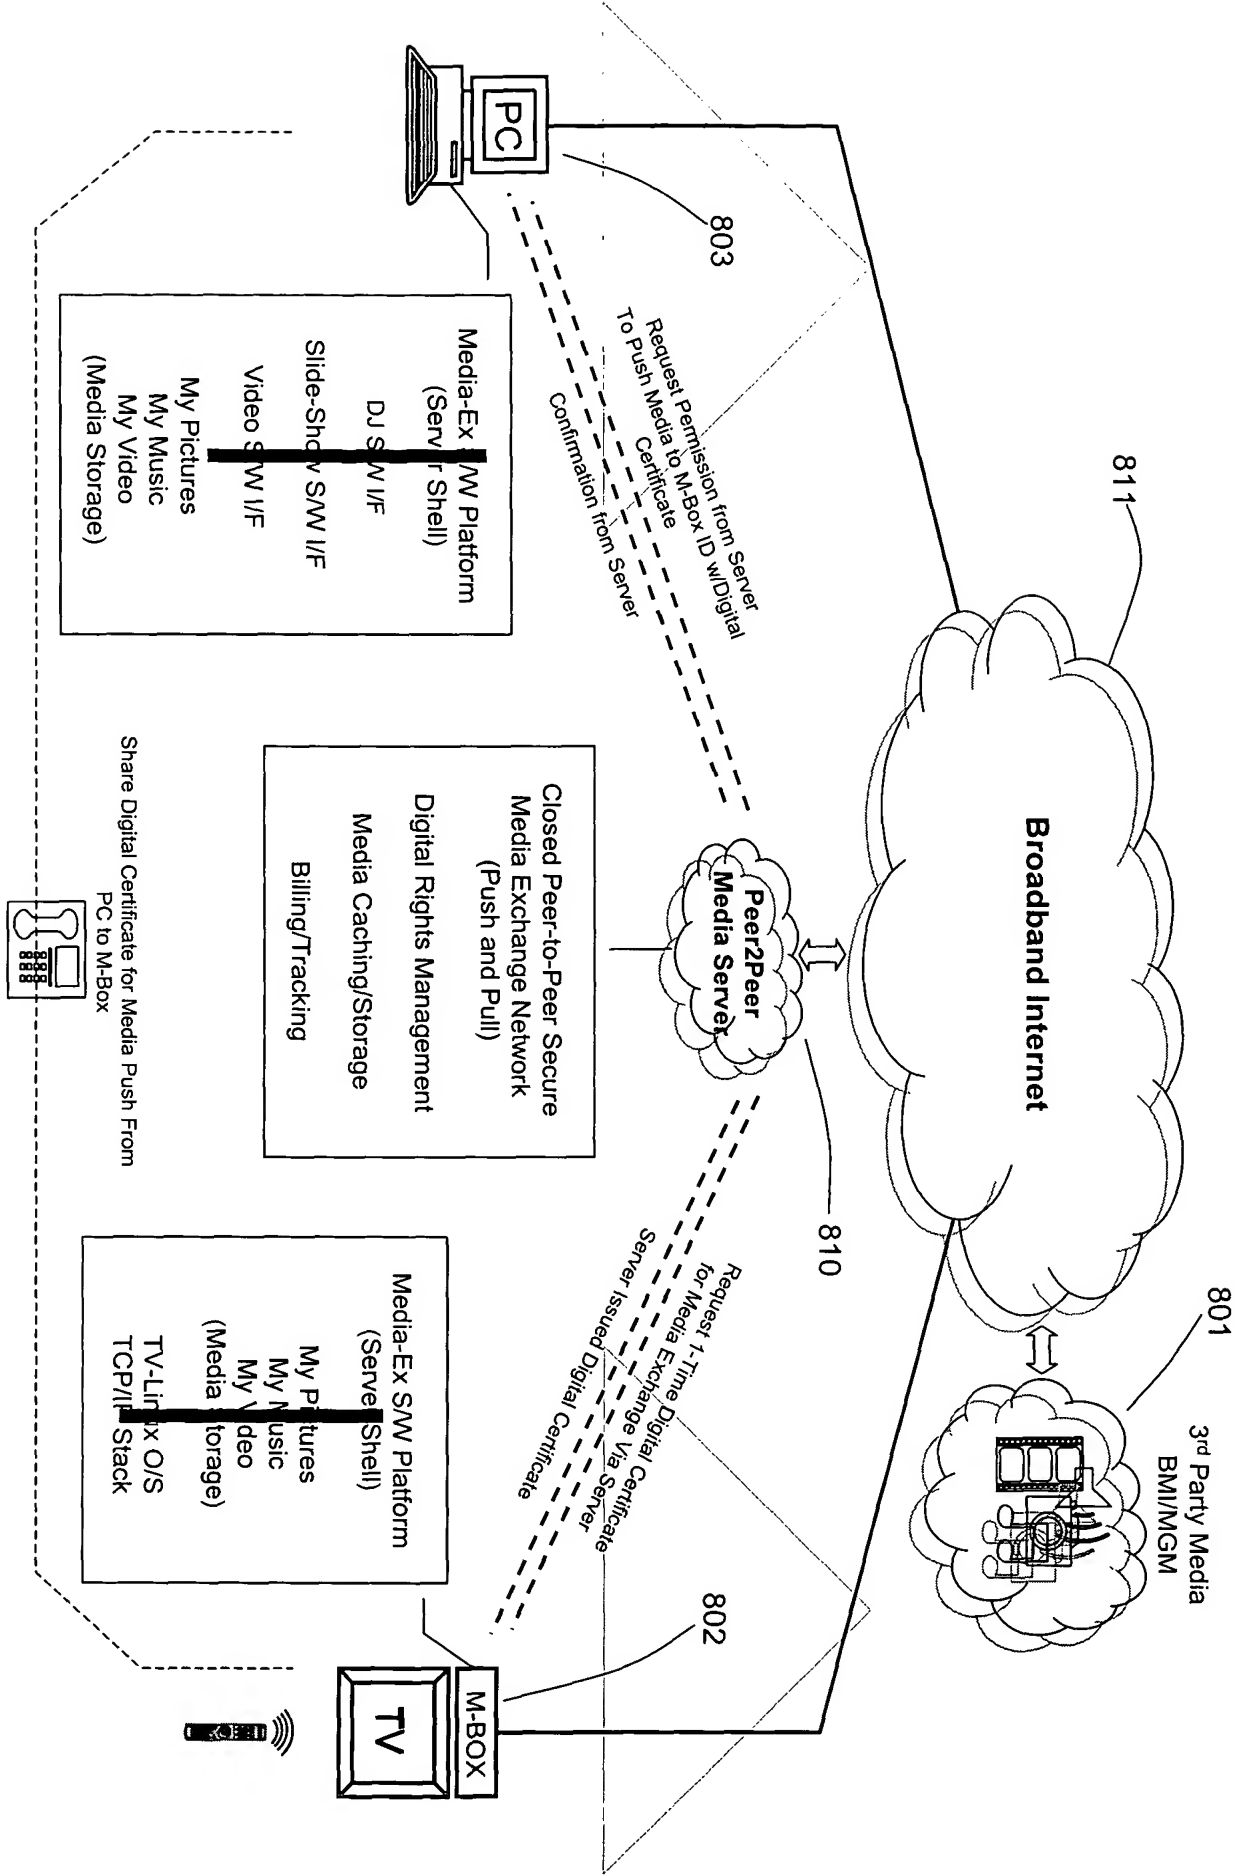 3rd Party Media
BMI/MGM
801
811
Broadband Internet
Peer2Peer
Media Server
810
803
PC
Request Permission from Server
To Push Media to M-Box ID w/Digital
Certificate
Confirmation from Server
Request 1-Time Digital Certificate
for Media Exchange Via Server
Server Issued Digital Certificate
802
M-BOX
TV
Media-Ex S/W Platform
(Server Shell)
DJ S/W I/F
Slide-Show S/W I/F
Video S/W I/F
My Pictures
My Music
My Video
(Media Storage)
Closed Peer-to-Peer Secure
Media Exchange Network
(Push and Pull)
Digital Rights Management
Media Caching/Storage
Billing/Tracking
Media-Ex S/W Platform
(Server Shell)
My Pictures
My Music
My Video
(Media Storage)
TV-Linux O/S
TCP/IP Stack
Share Digital Certificate for Media Push From
PC to M-Box